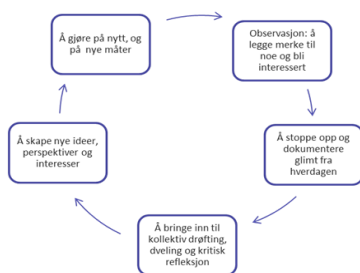 Å gjøre på nytt, og
på nye måter
Observasjon: å
legge merke til
noe og bli
interessert
Å stoppe opp og
dokumentere
glimt fra
hverdagen
Å bringe inn til
kollektiv drøfting,
dveling og kritisk
refleksjon
Å skape nye ideer,
perspektiver og
interesser